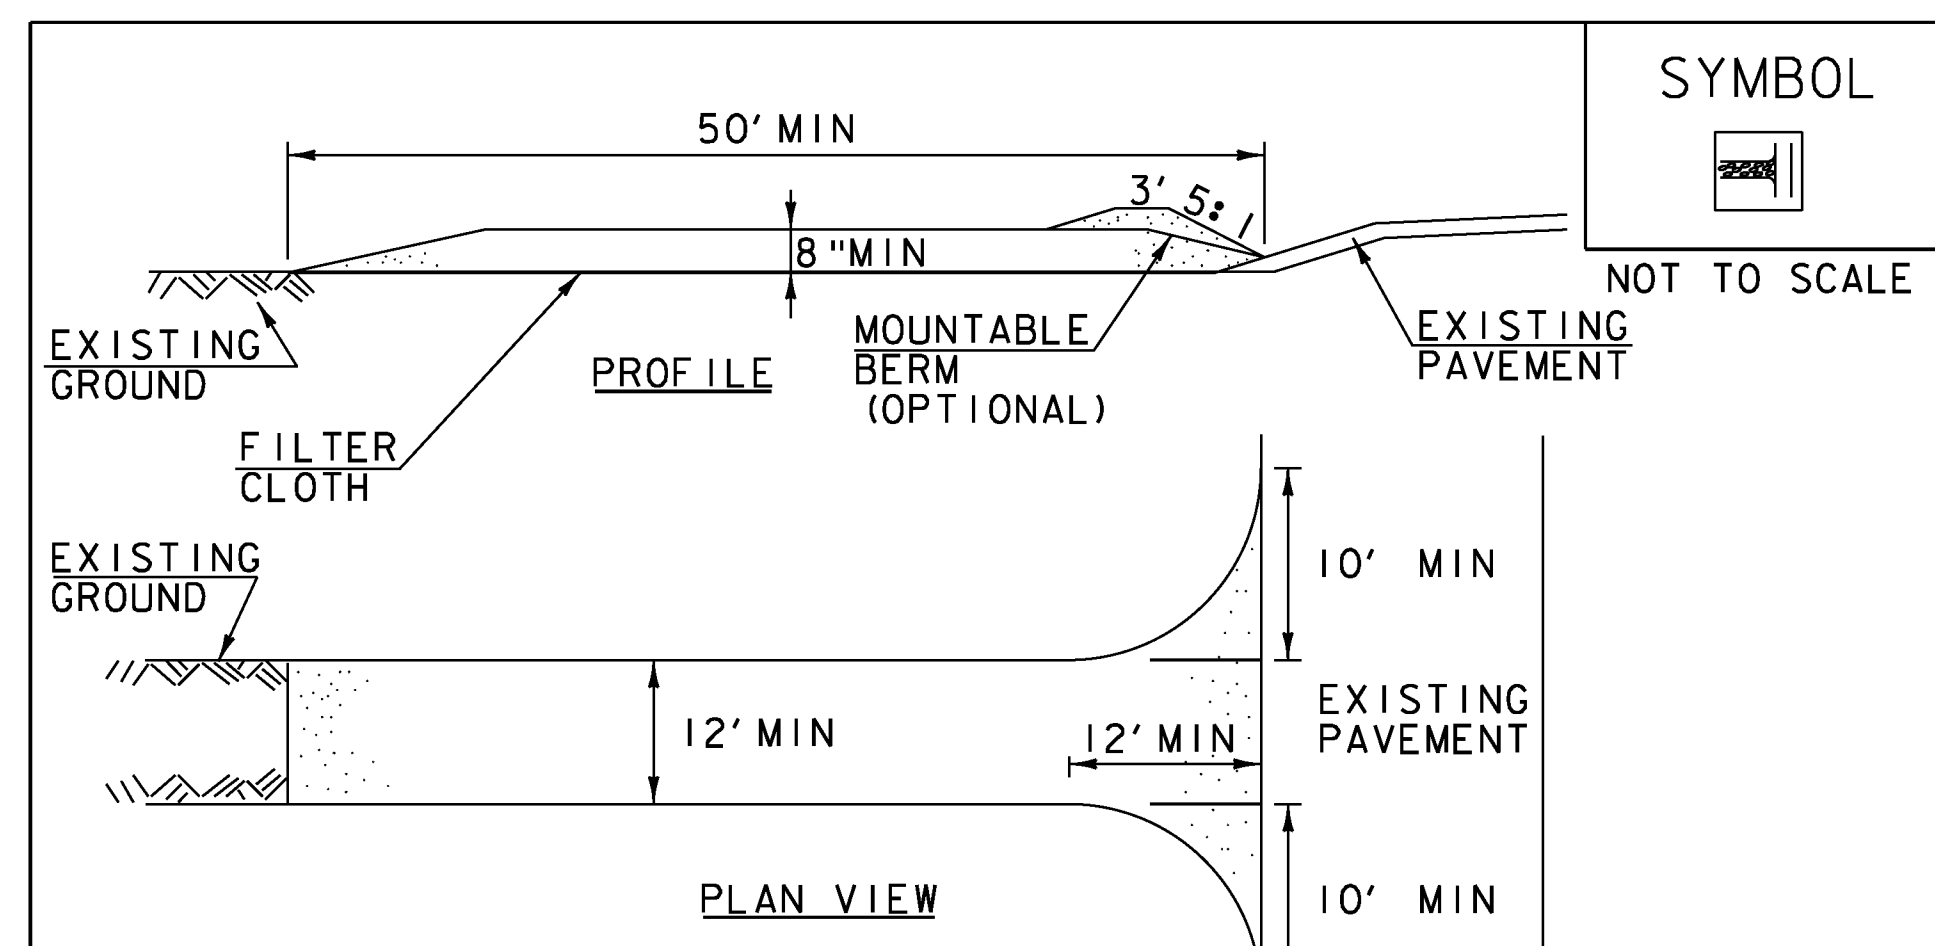 SYMBOL
50' MIN
3' 5:1
8" MIN
NOT TO SCALE
EXISTING
GROUND
PROFILE
MOUNTABLE
BERM
(OPTIONAL)
EXISTING
PAVEMENT
FILTER
CLOTH
EXISTING
GROUND
10' MIN
12' MIN
12' MIN
EXISTING
PAVEMENT
PLAN VIEW
10' MIN